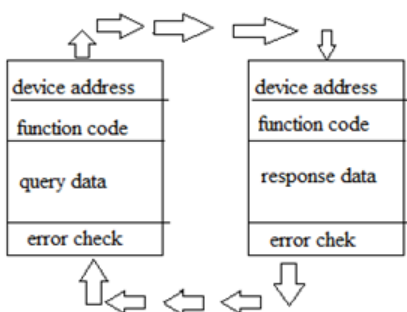 device address
function code
query data
error check
device address
function code
response data
error chek